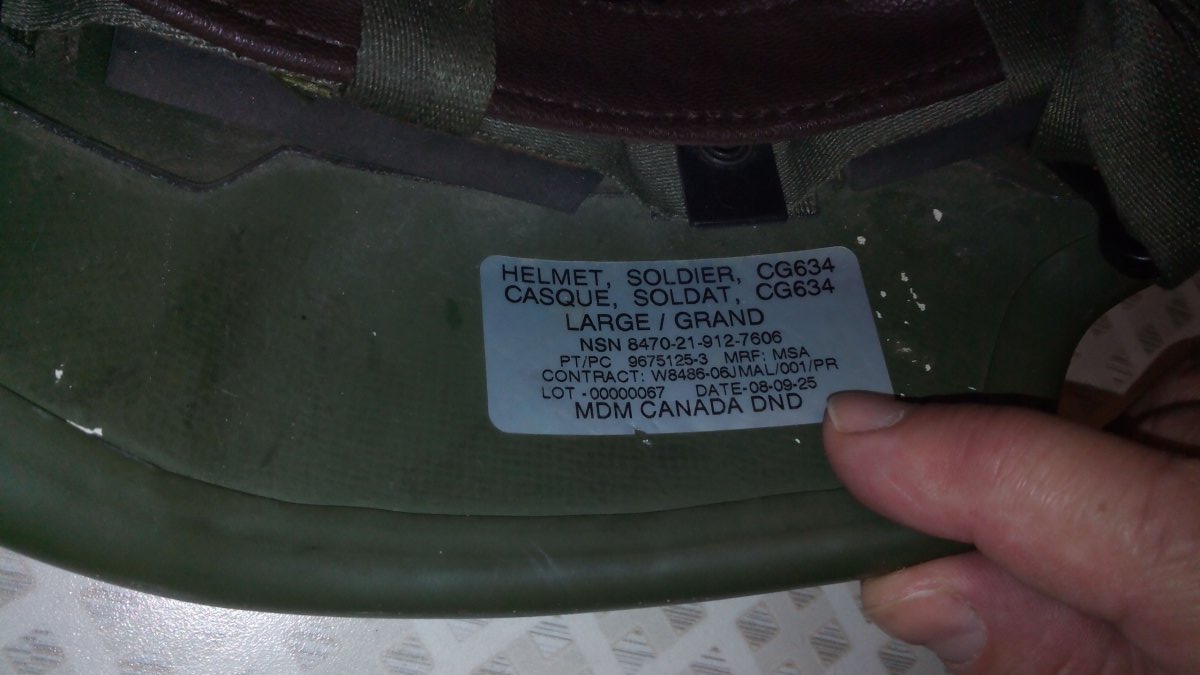 HELMET, SOLDIER, CG634
CASQUE, SOLDAT, CG634
LARGE / GRAND
NSN 8470-21-912-7606
PT/PC 9675125-3 MRF: MSA
CONTRACT: W8486-06JMAL/001/PR
LOT -00000067 DATE-08-09-25
MDM CANADA DND